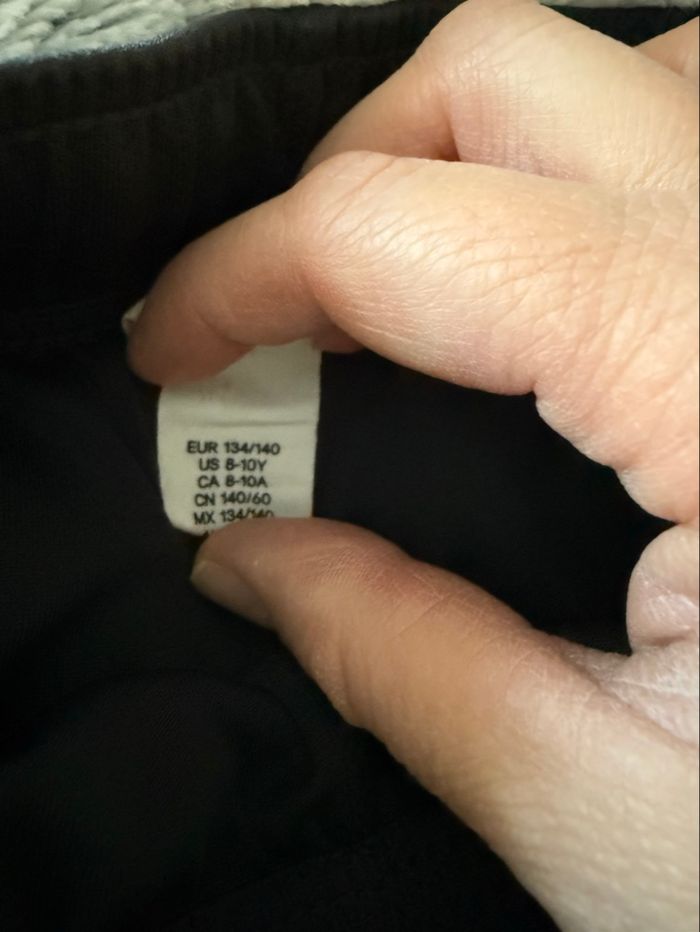 EUR 134/140
US 8-10Y
CA 8-10A
CN 140/60
MX 134/140